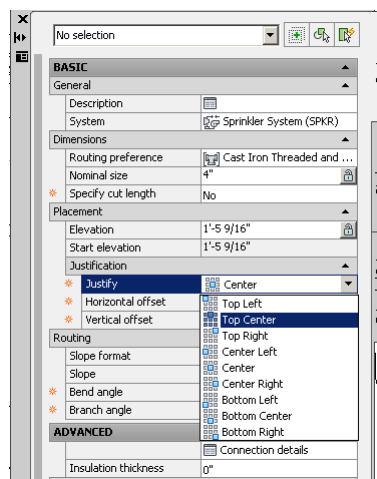 No selection
BASIC
General
Description
System Sprinkler System (SPKR)
Dimensions
Routing preference Cast Iron Threaded and ...
Nominal size 4"
Specify cut length No
Placement
Elevation 1'-5 9/16"
Start elevation 1'-5 9/16"
Justification
Justify Center
Horizontal offset Top Left
Vertical offset Top Center
Top Right
Routing
Slope format Center Left
Slope Center
Bend angle Center Right
Branch angle Bottom Left
Bottom Center
ADVANCED Bottom Right
Connection details
Insulation thickness 0"